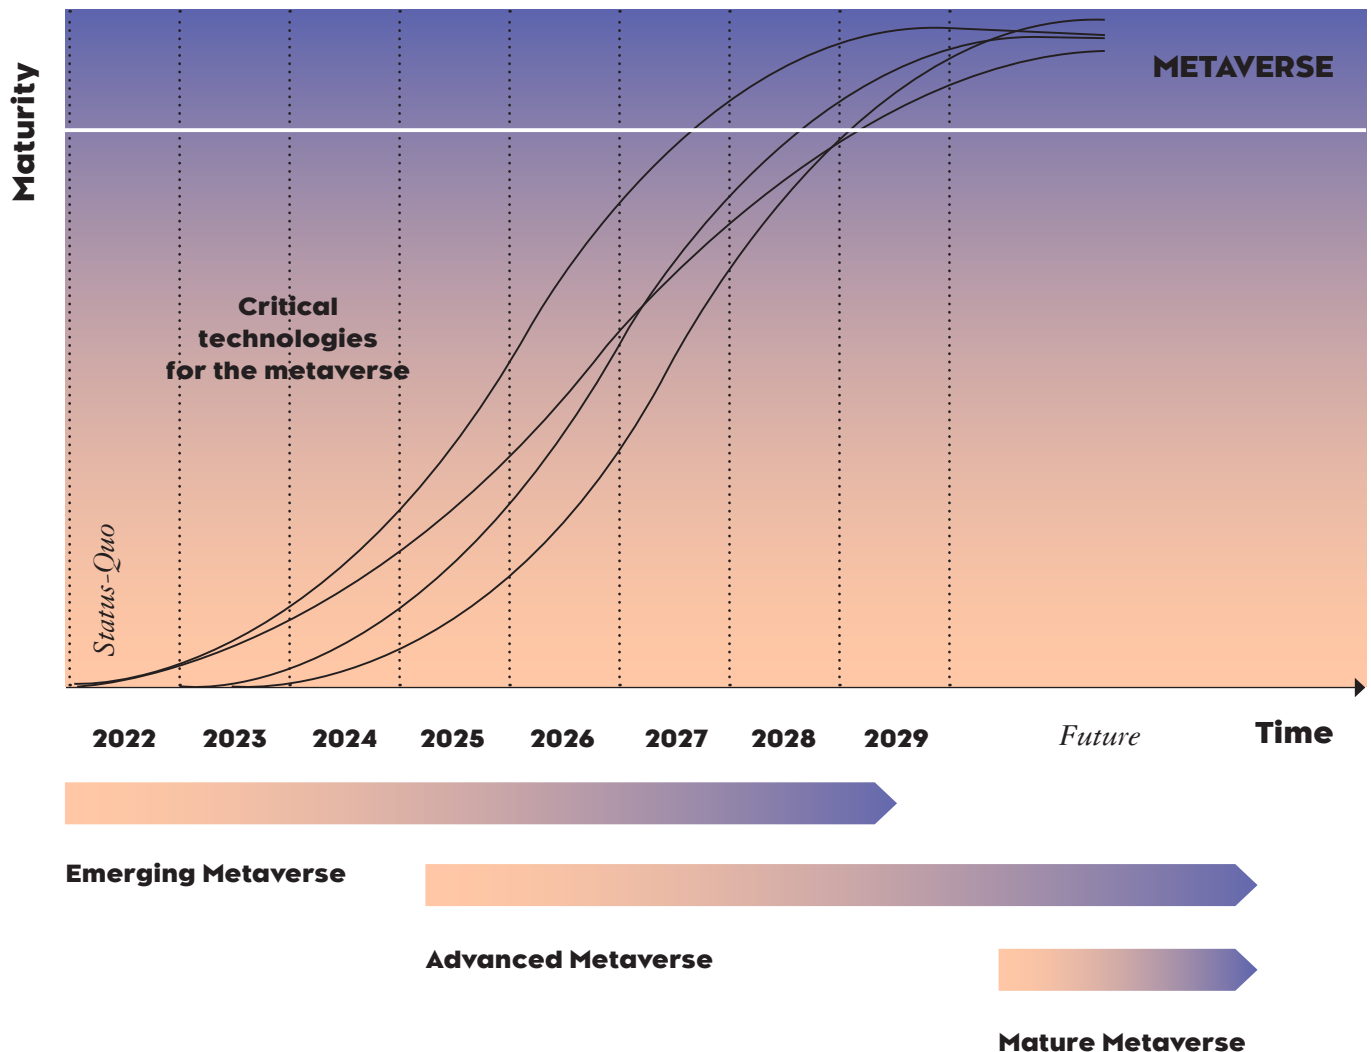 Maturity
METAVERSE
Critical
technologies
for the metaverse
Status-Quo
2022 2023 2024 2025 2026 2027 2028 2029 Future Time
Emerging Metaverse
Advanced Metaverse
Mature Metaverse